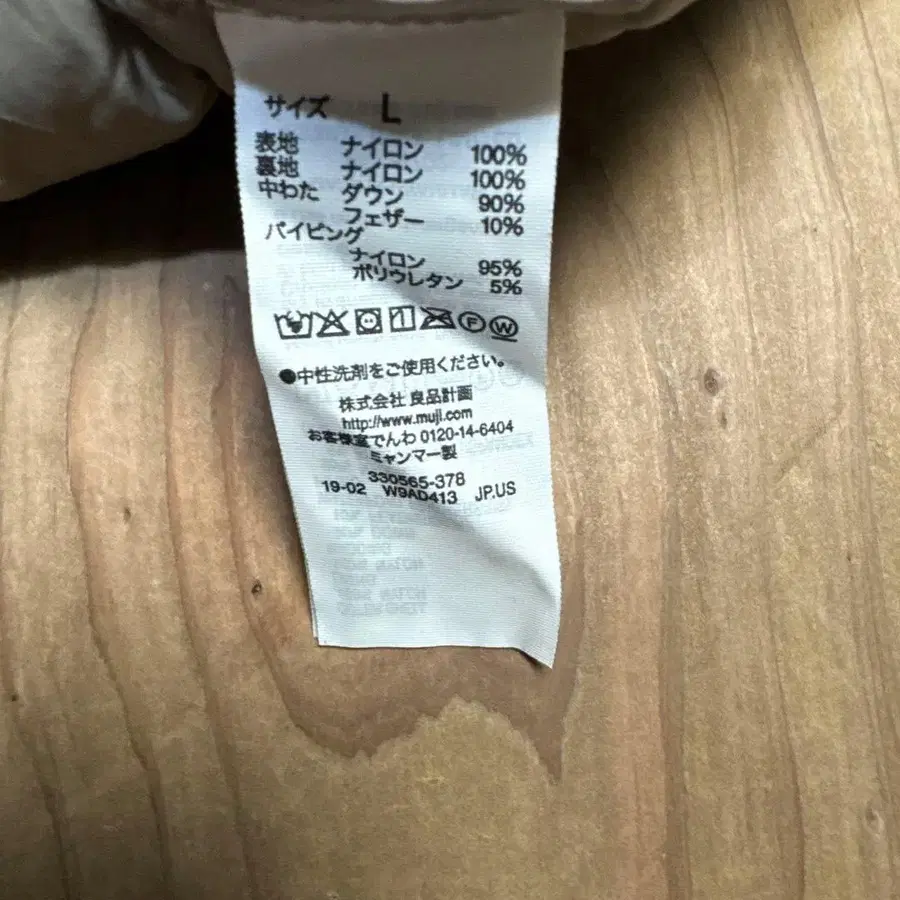 サイズ L
表地 ナイロン 100%
裏地 ナイロン 100%
中わた ダウン 90%
フェザー 10%
パイピング
ナイロン 95%
ポリウレタン 5%
●中性洗剤をご使用ください。
株式会社 良品計画
http://www.muji.com
お客様室でんわ 0120-14-6404
ミャンマー製
330565-378
19-02 W9AD413 JP.US